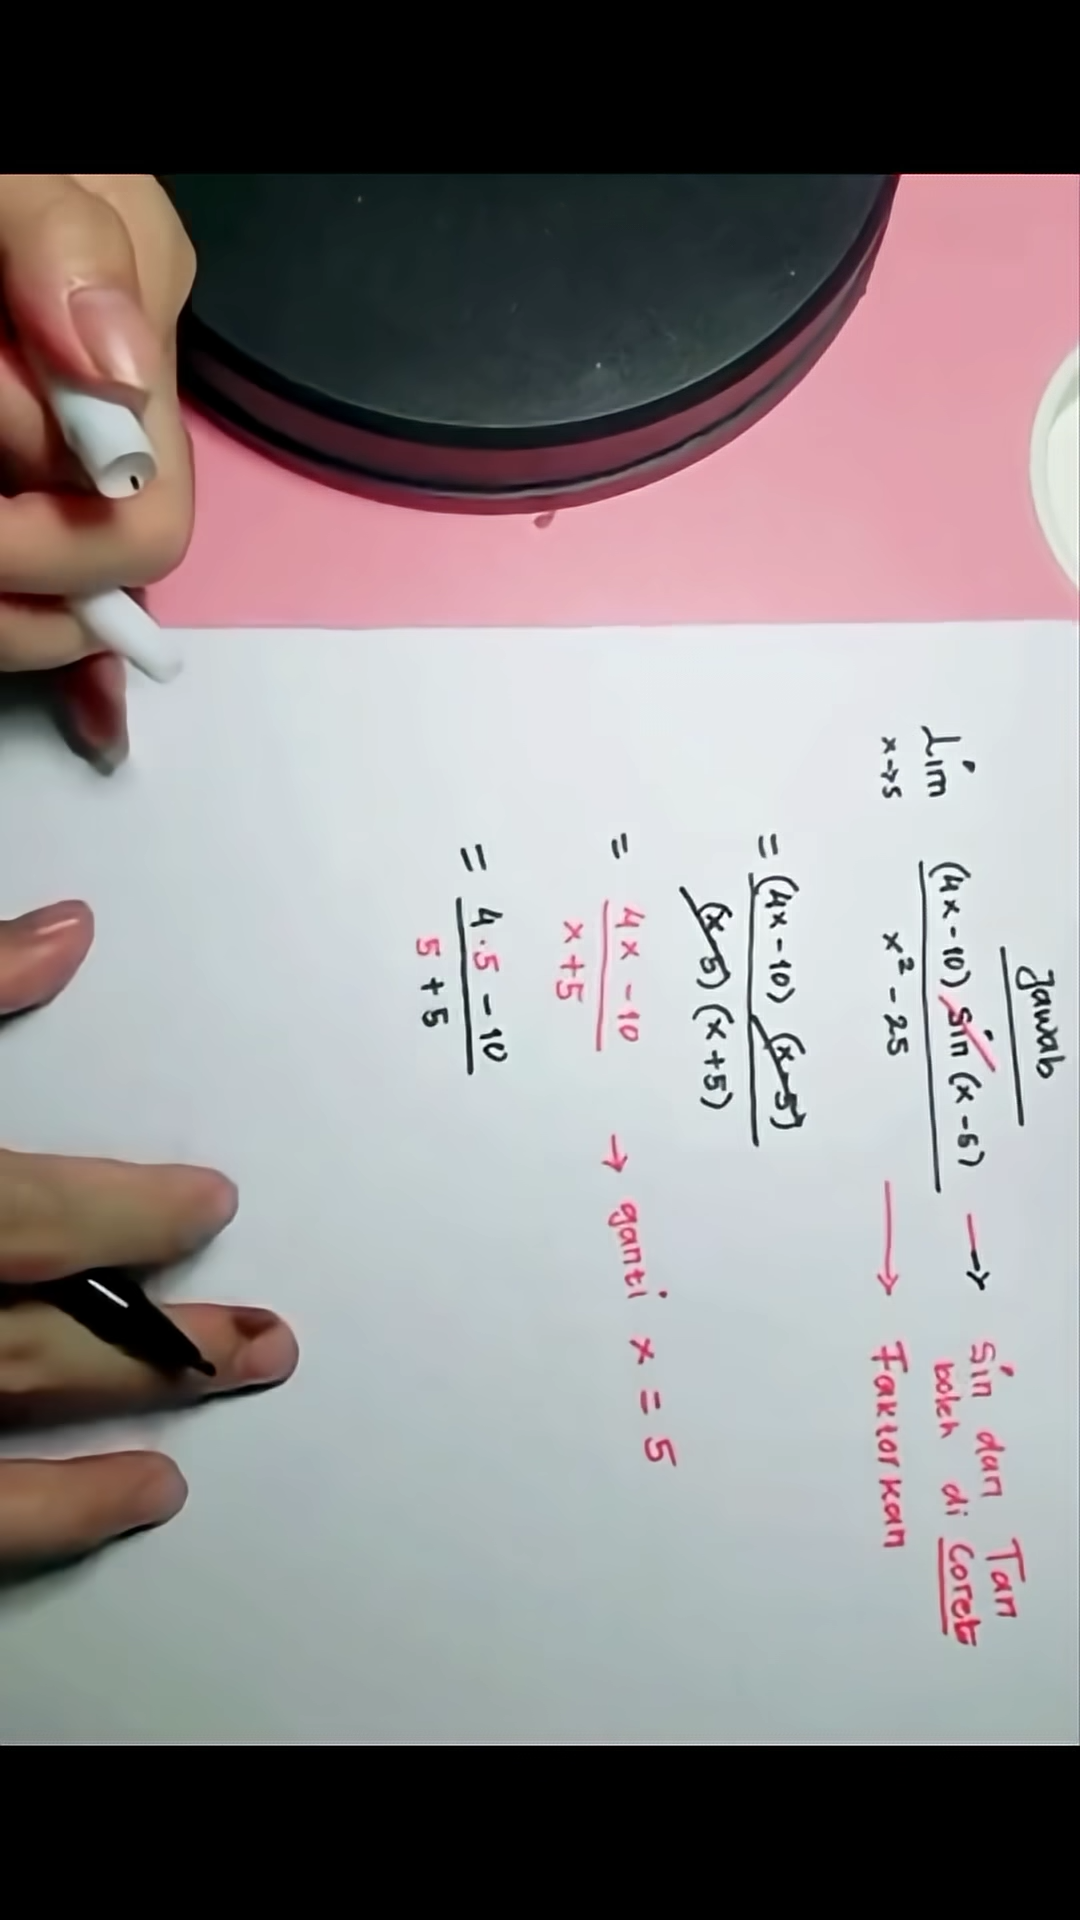 Jawab
Lim (4x-10) sin (x-5) → Sin dan Tan
x→5 x² - 25 boleh di coret
→ Faktorkan
= (4x-10) (x-5)
(x-5) (x+5)
= 4x - 10 → ganti x = 5
x+5
= 4.5 - 10
5 + 5